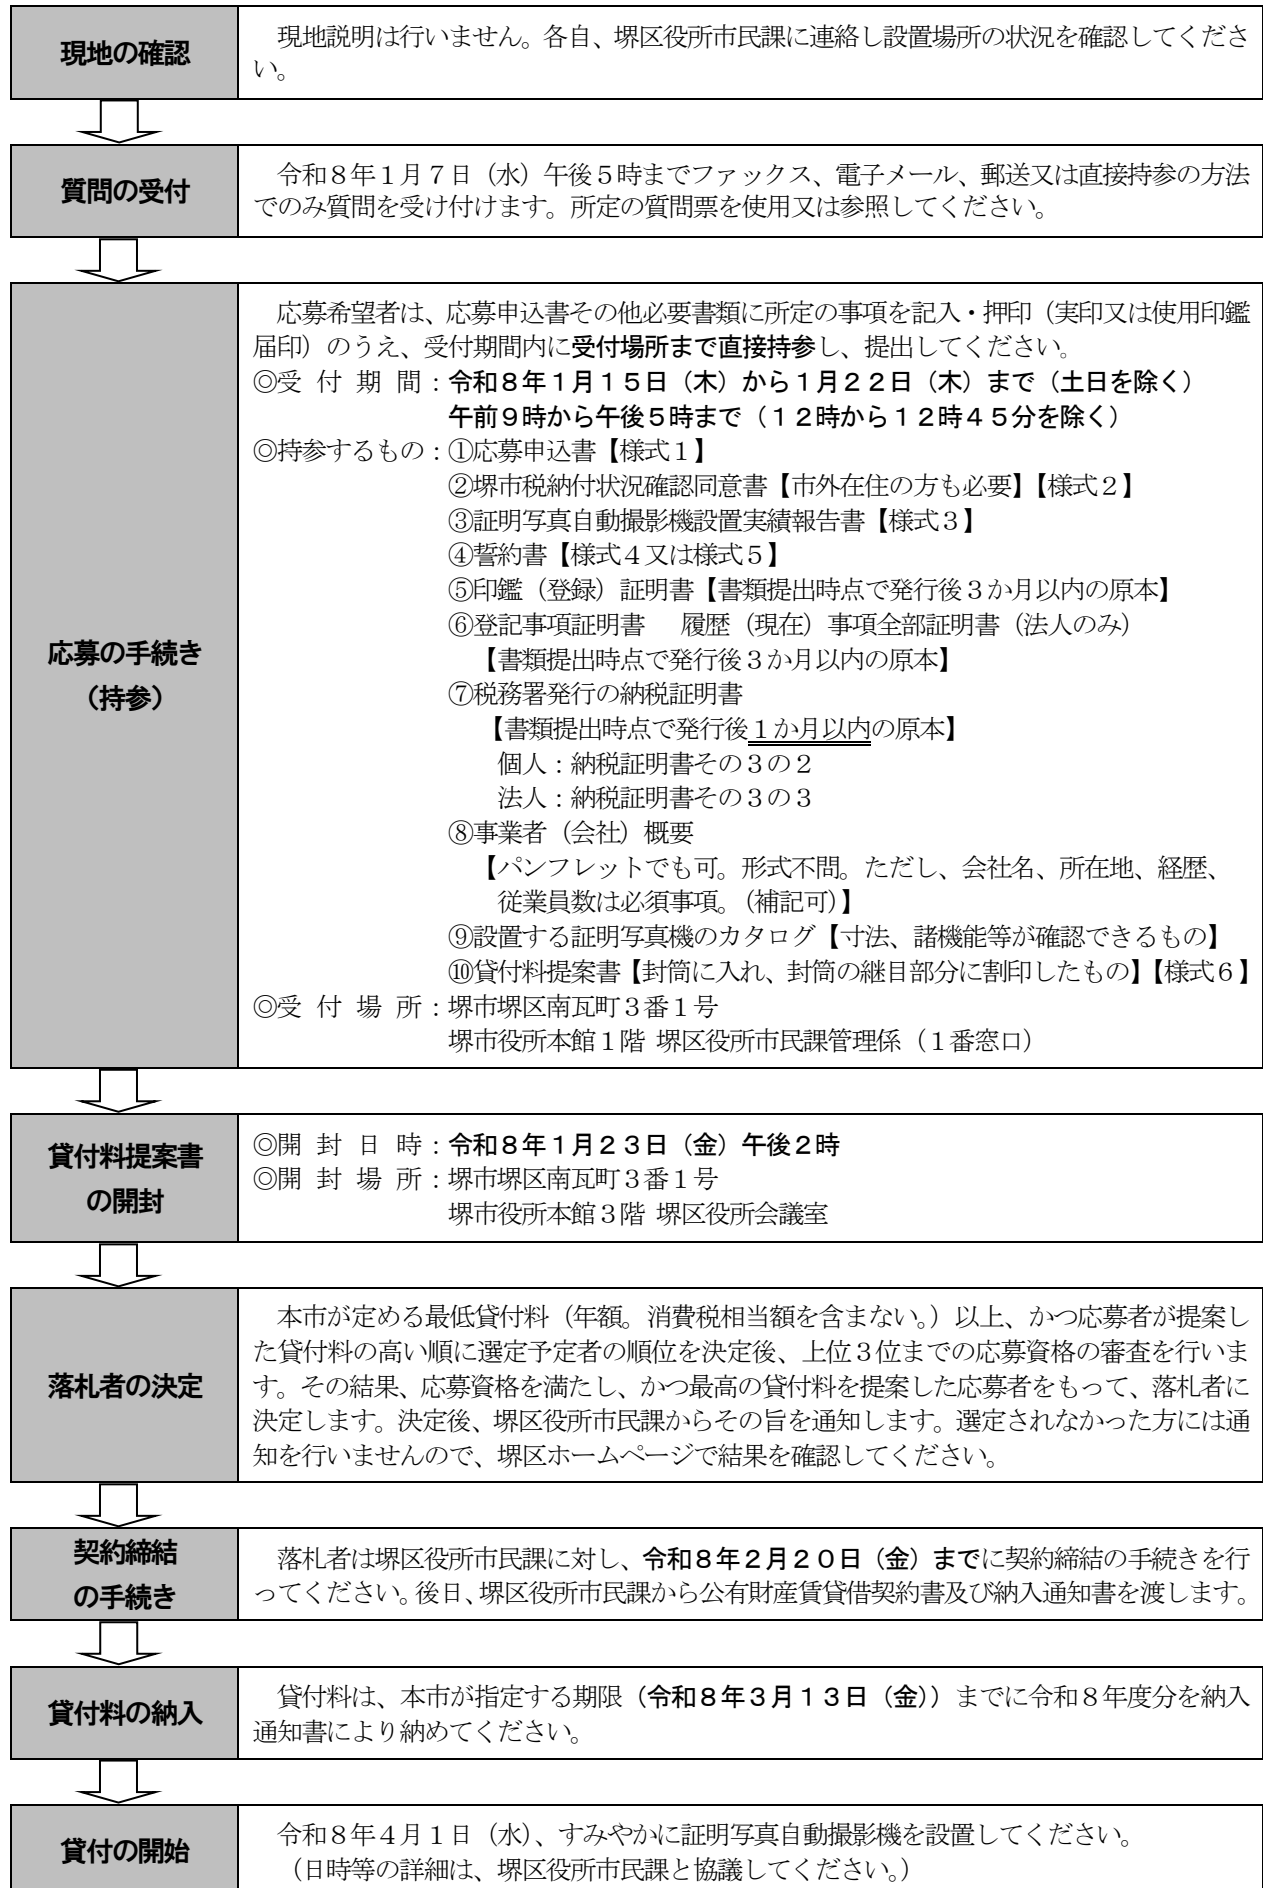 現地の確認
　現地説明は行いません。各自、堺区役所市民課に連絡し設置場所の状況を確認してくださ
い。
質問の受付
　令和８年１月７日（水）午後５時までファックス、電子メール、郵送又は直接持参の方法
でのみ質問を受け付けます。所定の質問票を使用又は参照してください。
応募の手続き
（持参）
　応募希望者は、応募申込書その他必要書類に所定の事項を記入・押印（実印又は使用印鑑
届印）のうえ、受付期間内に受付場所まで直接持参し、提出してください。
◎受 付 期 間：令和８年１月１５日（木）から１月２２日（木）まで（土日を除く）
午前９時から午後５時まで（１２時から１２時４５分を除く）
◎持参するもの：①応募申込書【様式１】
②堺市税納付状況確認同意書【市外在住の方も必要】【様式２】
③証明写真自動撮影機設置実績報告書【様式３】
④誓約書【様式４又は様式５】
⑤印鑑（登録）証明書【書類提出時点で発行後３か月以内の原本】
⑥登記事項証明書　履歴（現在）事項全部証明書（法人のみ）
【書類提出時点で発行後３か月以内の原本】
⑦税務署発行の納税証明書
【書類提出時点で発行後１か月以内の原本】
個人：納税証明書その３の２
法人：納税証明書その３の３
⑧事業者（会社）概要
【パンフレットでも可。形式不問。ただし、会社名、所在地、経歴、
従業員数は必須事項。（補記可）】
⑨設置する証明写真機のカタログ【寸法、諸機能等が確認できるもの】
⑩貸付料提案書【封筒に入れ、封筒の継目部分に割印したもの】【様式６】
◎受 付 場 所：堺市堺区南瓦町３番１号
堺市役所本館１階 堺区役所市民課管理係（１番窓口）
貸付料提案書
の開封
◎開 封 日 時：令和８年１月２３日（金）午後２時
◎開 封 場 所：堺市堺区南瓦町３番１号
堺市役所本館３階 堺区役所会議室
落札者の決定
　本市が定める最低貸付料（年額。消費税相当額を含まない。）以上、かつ応募者が提案し
た貸付料の高い順に選定予定者の順位を決定後、上位３位までの応募資格の審査を行いま
す。その結果、応募資格を満たし、かつ最高の貸付料を提案した応募者をもって、落札者に
決定します。決定後、堺区役所市民課からその旨を通知します。選定されなかった方には通
知を行いませんので、堺区ホームページで結果を確認してください。
契約締結
の手続き
　落札者は堺区役所市民課に対し、令和８年２月２０日（金）までに契約締結の手続きを行
ってください。後日、堺区役所市民課から公有財産賃貸借契約書及び納入通知書を渡します。
貸付料の納入
　貸付料は、本市が指定する期限（令和８年３月１３日（金））までに令和８年度分を納入
通知書により納めてください。
貸付の開始
　令和８年４月１日（水）、すみやかに証明写真自動撮影機を設置してください。
（日時等の詳細は、堺区役所市民課と協議してください。）